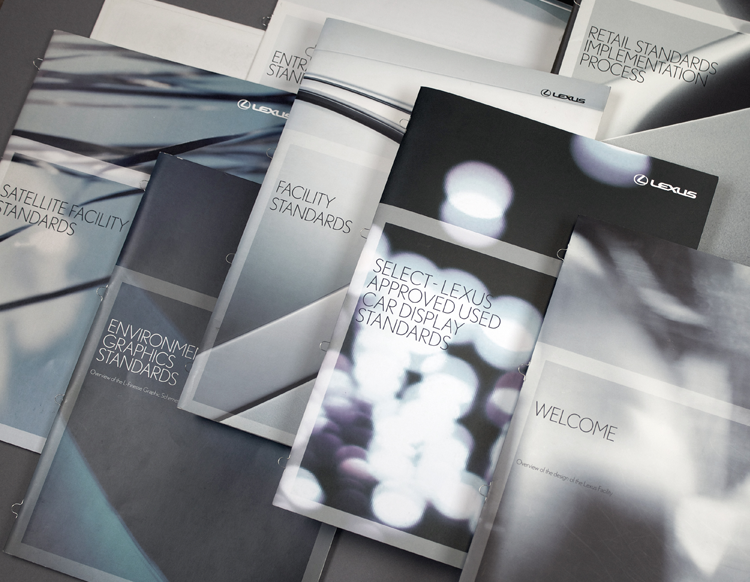 RETAIL STANDARDS
IMPLEMENTATION
PROCESS
LEXUS
LEXUS
LEXUS
SATELLITE FACILITY
STANDARDS
FACILITY
STANDARDS
SELECT - LEXUS
APPROVED USED
CAR DISPLAY
STANDARDS
GRAPHICS
STANDARDS
WELCOME
Overview of the design of the Lexus Facility